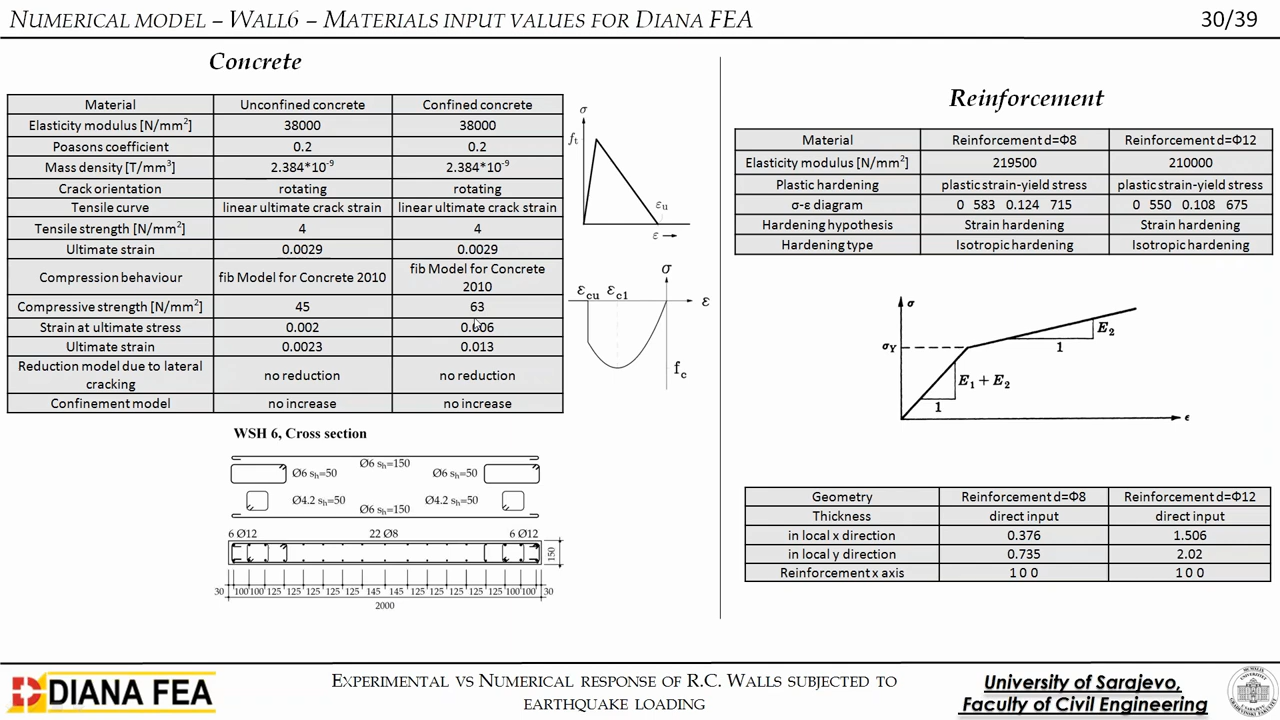 NUMERICAL MODEL – WALL6 – MATERIALS INPUT VALUES FOR DIANA FEA
30/39
Concrete
Material Unconfined concrete Confined concrete
Elasticity modulus [N/mm²] 38000 38000
Poasons coefficient 0.2 0.2
Mass density [T/mm³] 2.384*10⁻⁹ 2.384*10⁻⁹
Crack orientation rotating rotating
Tensile curve linear ultimate crack strain linear ultimate crack strain
Tensile strength [N/mm²] 4 4
Ultimate strain 0.0029 0.0029
Compression behaviour fib Model for Concrete 2010 fib Model for Concrete
2010
Compressive strength [N/mm²] 45 63
Strain at ultimate stress 0.002 0.006
Ultimate strain 0.0023 0.013
Reduction model due to lateral
cracking no reduction no reduction
Confinement model no increase no increase
σ
fₜ
εᵤ
ε
σ
εcu εc1 ε
fc
WSH 6, Cross section
Ø6 sh=150
Ø6 sh=50 Ø6 sh=50
Ø4.2 sh=50 Ø4.2 sh=50
Ø6 sh=150
6 Ø12 22 Ø8 6 Ø12
150
30 100 100 125 125 125 125 125 145 145 125 125 125 125 125 100 100 30
2000
Reinforcement
Material Reinforcement d=Φ8 Reinforcement d=Φ12
Elasticity modulus [N/mm²] 219500 210000
Plastic hardening plastic strain-yield stress plastic strain-yield stress
σ-ε diagram 0 583 0.124 715 0 550 0.108 675
Hardening hypothesis Strain hardening Strain hardening
Hardening type Isotropic hardening Isotropic hardening
σ
E₂
σY
1
E₁ + E₂
1
ε
Geometry Reinforcement d=Φ8 Reinforcement d=Φ12
Thickness direct input direct input
in local x direction 0.376 1.506
in local y direction 0.735 2.02
Reinforcement x axis 1 0 0 1 0 0
DIANA FEA
EXPERIMENTAL VS NUMERICAL RESPONSE OF R.C. WALLS SUBJECTED TO
EARTHQUAKE LOADING
University of Sarajevo,
Faculty of Civil Engineering